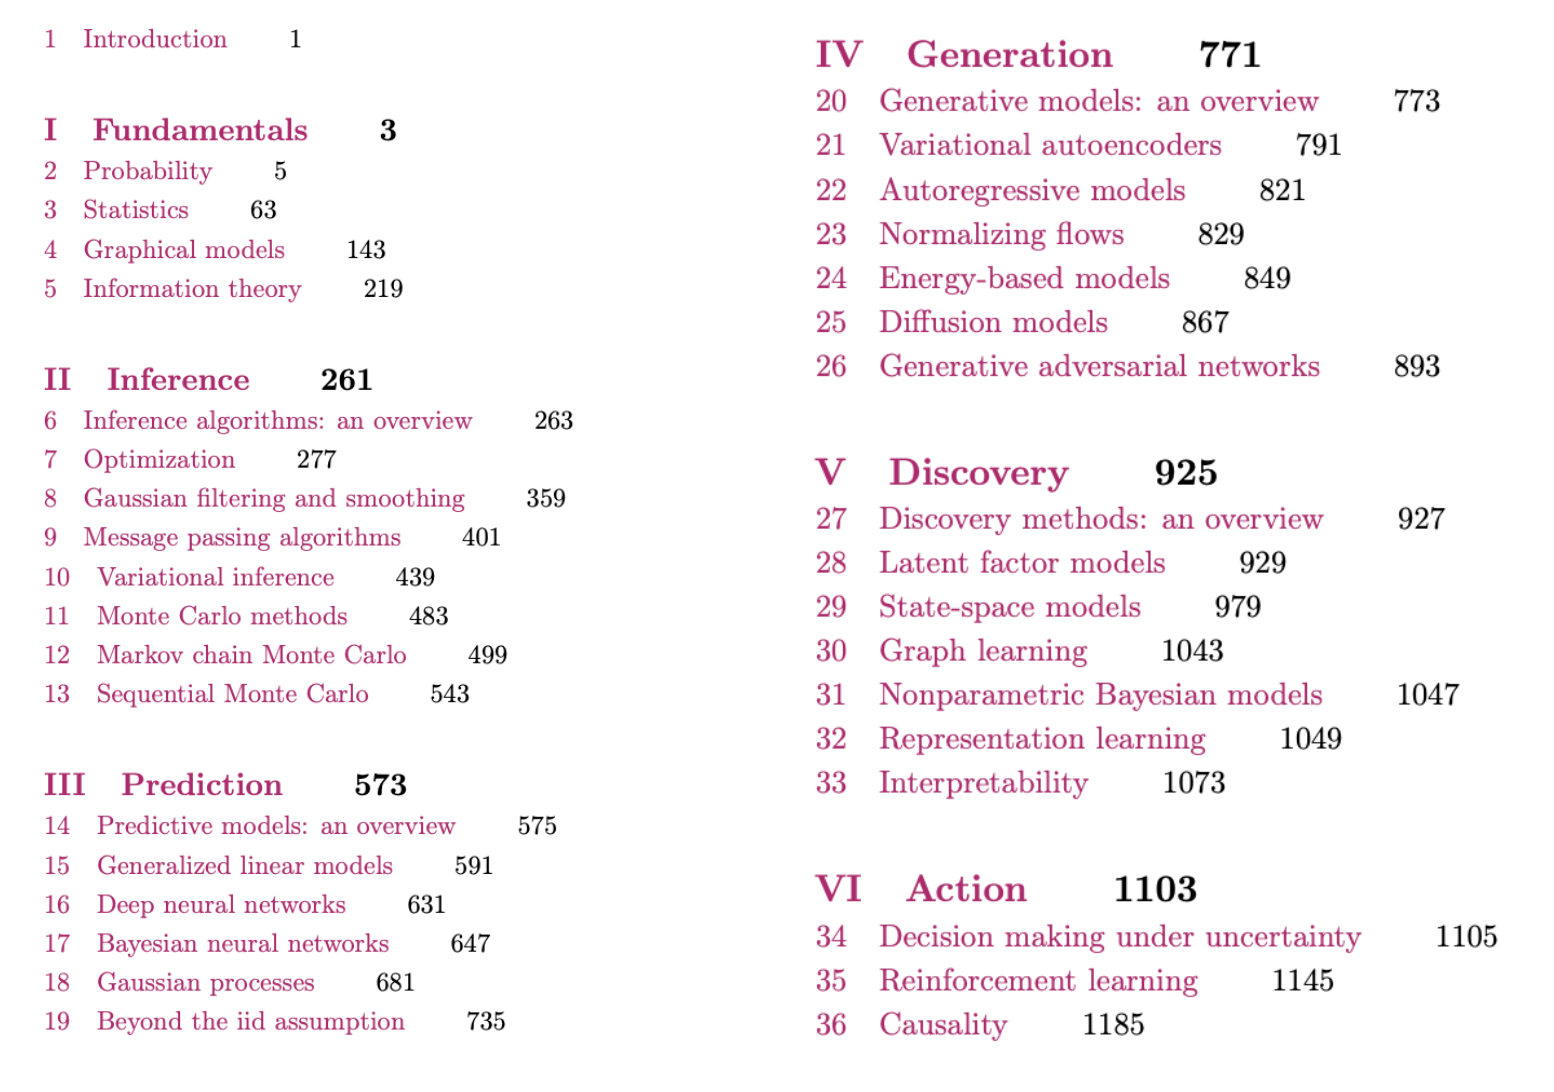 1 Introduction 1
I Fundamentals 3
2 Probability 5
3 Statistics 63
4 Graphical models 143
5 Information theory 219
II Inference 261
6 Inference algorithms: an overview 263
7 Optimization 277
8 Gaussian filtering and smoothing 359
9 Message passing algorithms 401
10 Variational inference 439
11 Monte Carlo methods 483
12 Markov chain Monte Carlo 499
13 Sequential Monte Carlo 543
III Prediction 573
14 Predictive models: an overview 575
15 Generalized linear models 591
16 Deep neural networks 631
17 Bayesian neural networks 647
18 Gaussian processes 681
19 Beyond the iid assumption 735
IV Generation 771
20 Generative models: an overview 773
21 Variational autoencoders 791
22 Autoregressive models 821
23 Normalizing flows 829
24 Energy-based models 849
25 Diffusion models 867
26 Generative adversarial networks 893
V Discovery 925
27 Discovery methods: an overview 927
28 Latent factor models 929
29 State-space models 979
30 Graph learning 1043
31 Nonparametric Bayesian models 1047
32 Representation learning 1049
33 Interpretability 1073
VI Action 1103
34 Decision making under uncertainty 1105
35 Reinforcement learning 1145
36 Causality 1185